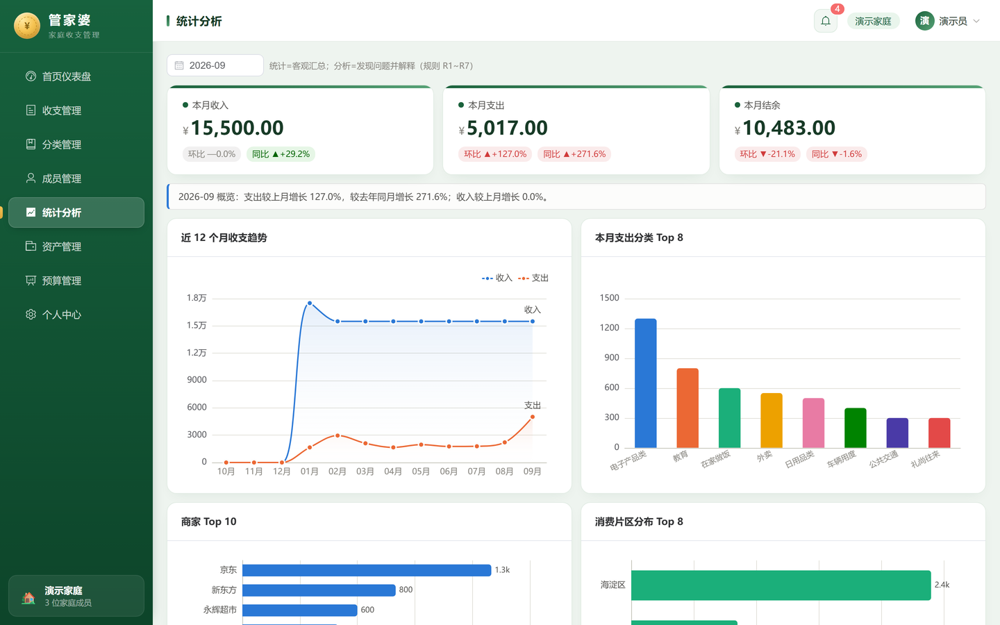 管家婆
家庭收支管理
首页仪表盘
收支管理
分类管理
成员管理
统计分析
资产管理
预算管理
个人中心
演示家庭
3 位家庭成员
统计分析
4
演示家庭
演 演示员
2026-09 统计=客观汇总；分析=发现问题并解释（规则 R1~R7）
本月收入
¥15,500.00
环比 —0.0% 同比 ▲+29.2%
本月支出
¥5,017.00
环比 ▲+127.0% 同比 ▲+271.6%
本月结余
¥10,483.00
环比 ▼-21.1% 同比 ▼-1.6%
2026-09 概览：支出较上月增长 127.0%，较去年同月增长 271.6%；收入较上月增长 0.0%。
近 12 个月收支趋势
收入 支出
1.8万
1.5万
1.2万
9000
6000
3000
0
收入
支出
10月 11月 12月 01月 02月 03月 04月 05月 06月 07月 08月 09月
本月支出分类 Top 8
1500
1200
900
600
300
0
电子产品类 教育 在家做饭 外卖 日用品类 车辆用度 公共交通 礼尚往来
商家 Top 10
京东 1.3k
新东方 800
永辉超市 600
消费片区分布 Top 8
海淀区 2.4k